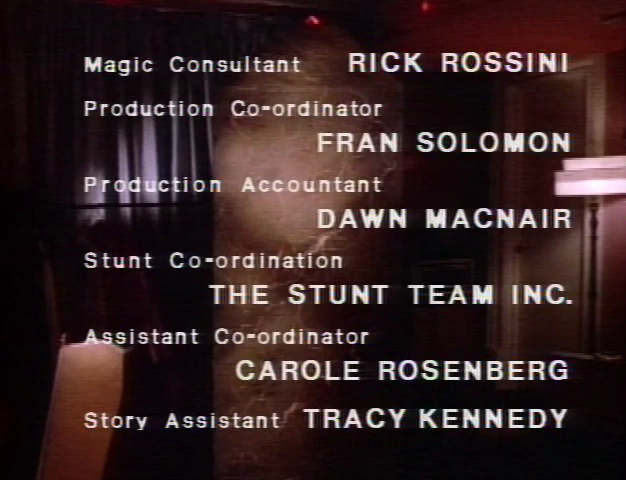 Magic Consultant RICK ROSSINI
Production Co-ordinator
FRAN SOLOMON
Production Accountant
DAWN MACNAIR
Stunt Co-ordination
THE STUNT TEAM INC.
Assistant Co-ordinator
CAROLE ROSENBERG
Story Assistant TRACY KENNEDY